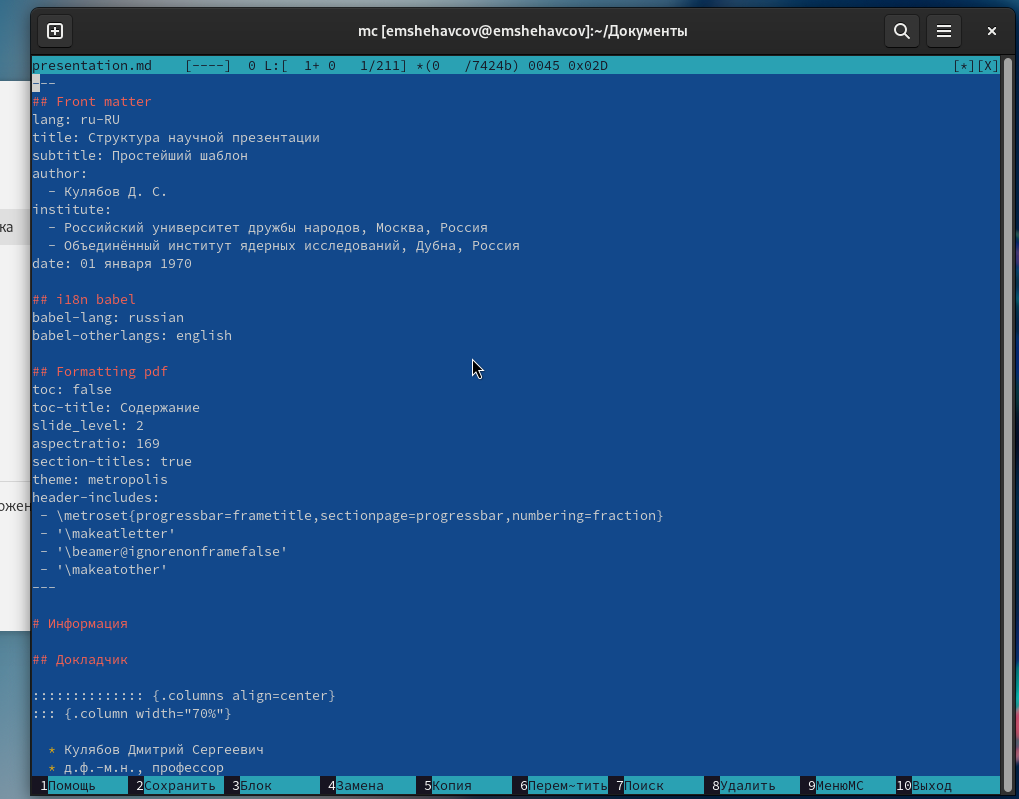 mc [emshehavcov@emshehavcov]:~/Документы
presentation.md    [----]  0 L:[  1+ 0   1/211] *(0   /7424b) 0045 0x02D    [*][X]
---
## Front matter
lang: ru-RU
title: Структура научной презентации
subtitle: Простейший шаблон
author:
  - Кулябов Д. С.
institute:
  - Российский университет дружбы народов, Москва, Россия
  - Объединённый институт ядерных исследований, Дубна, Россия
date: 01 января 1970
## i18n babel
babel-lang: russian
babel-otherlangs: english
## Formatting pdf
toc: false
toc-title: Содержание
slide_level: 2
aspectratio: 169
section-titles: true
theme: metropolis
header-includes:
 - \metroset{progressbar=frametitle,sectionpage=progressbar,numbering=fraction}
 - '\makeatletter'
 - '\beamer@ignorenonframefalse'
 - '\makeatother'
---
# Информация
## Докладчик
:::::::::::::: {.columns align=center}
::: {.column width="70%"}
  * Кулябов Дмитрий Сергеевич
  * д.ф.-м.н., профессор
1Помощь 2Сохранить 3Блок 4Замена 5Копия 6Перем~тить 7Поиск 8Удалить 9МенюMC 10Выход